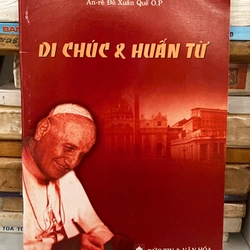 An-rê Đỗ Xuân Quế O.P
DI CHÚC & HUẤN TỪ